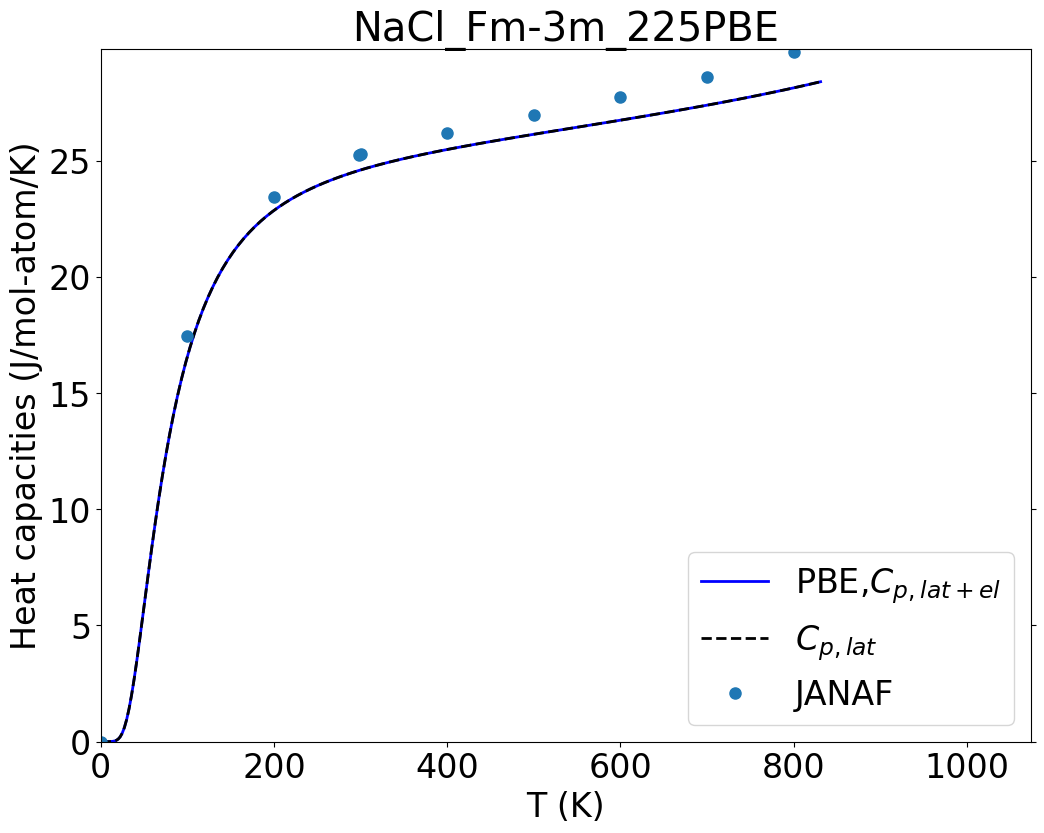 NaCl_Fm-3m_225PBE
Heat capacities (J/mol-atom/K)
25
20
15
10
5
0
0 200 400 600 800 1000
T (K)
PBE,C_{p, lat + el}
C_{p, lat}
JANAF